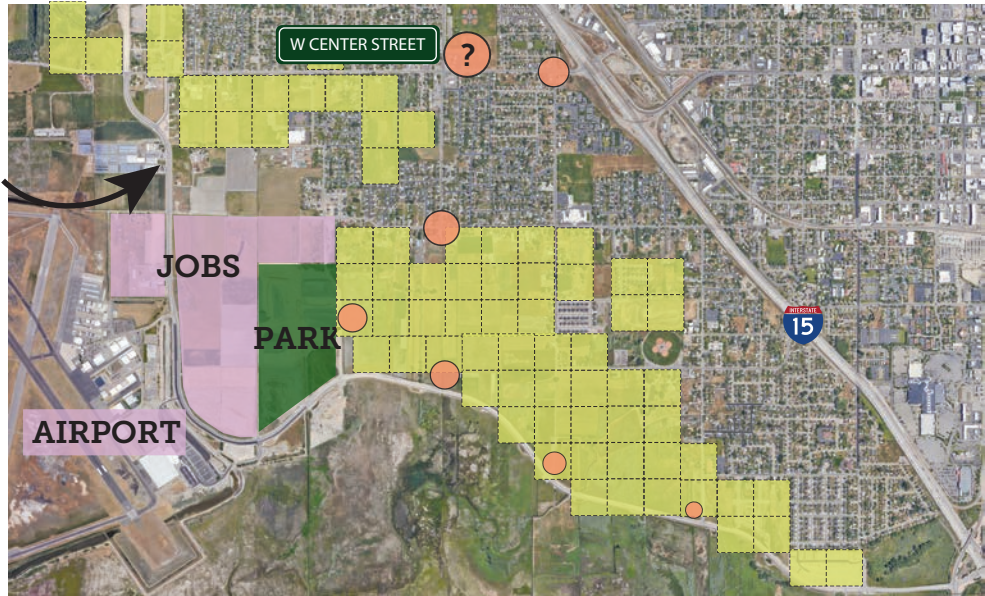 W CENTER STREET
?
JOBS
INTERSTATE
15
PARK
AIRPORT